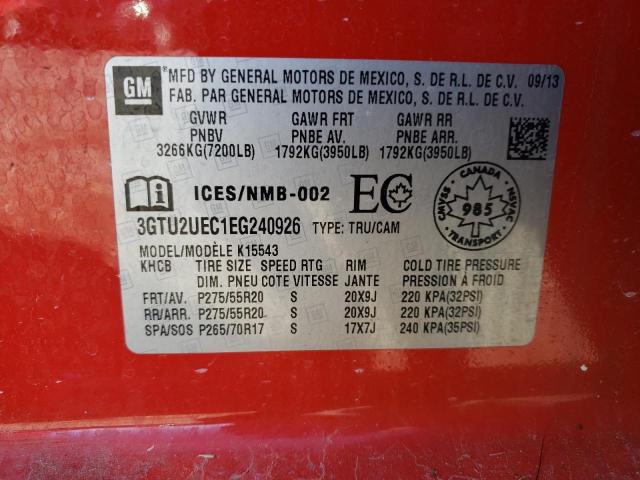 GM
*MFD BY GENERAL MOTORS DE MEXICO, S. DE R.L. DE C.V. 09/13
FAB. PAR GENERAL MOTORS DE MEXICO, S. DE R.L. DE C.V.
GVWR GAWR FRT GAWR RR
PNBV PNBE AV. PNBE ARR.
3266KG(7200LB) 1792KG(3950LB) 1792KG(3950LB)
ICES/NMB-002 EC
CANADA
CMVSS 985 NSVAC
TRANSPORT
3GTU2UEC1EG240926 TYPE: TRU/CAM
MODEL/MODÈLE K15543
KHCB TIRE SIZE SPEED RTG RIM COLD TIRE PRESSURE
DIM. PNEU COTE VITESSE JANTE PRESSION À FROID
FRT/AV. P275/55R20 S 20X9J 220 KPA(32PSI)
RR/ARR. P275/55R20 S 20X9J 220 KPA(32PSI)
SPA/SOS P265/70R17 S 17X7J 240 KPA(35PSI)